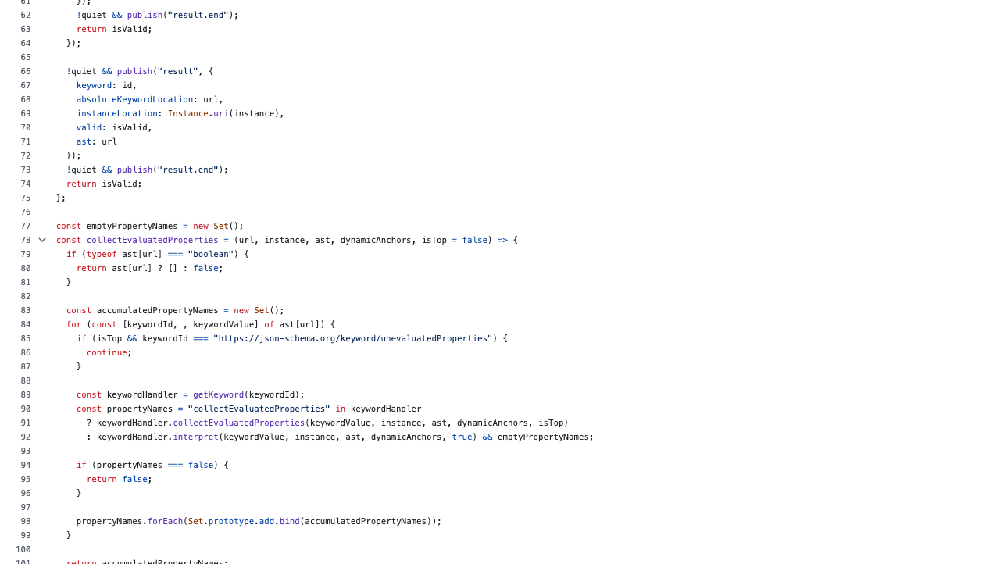 61 });
62 !quiet && publish("result.end");
63 return isValid;
64 });
65
66 !quiet && publish("result", {
67 keyword: id,
68 absoluteKeywordLocation: url,
69 instanceLocation: Instance.uri(instance),
70 valid: isValid,
71 ast: url
72 });
73 !quiet && publish("result.end");
74 return isValid;
75 };
76
77 const emptyPropertyNames = new Set();
78 const collectEvaluatedProperties = (url, instance, ast, dynamicAnchors, isTop = false) => {
79 if (typeof ast[url] === "boolean") {
80 return ast[url] ? [] : false;
81 }
82
83 const accumulatedPropertyNames = new Set();
84 for (const [keywordId, , keywordValue] of ast[url]) {
85 if (isTop && keywordId === "https://json-schema.org/keyword/unevaluatedProperties") {
86 continue;
87 }
88
89 const keywordHandler = getKeyword(keywordId);
90 const propertyNames = "collectEvaluatedProperties" in keywordHandler
91 ? keywordHandler.collectEvaluatedProperties(keywordValue, instance, ast, dynamicAnchors, isTop)
92 : keywordHandler.interpret(keywordValue, instance, ast, dynamicAnchors, true) && emptyPropertyNames;
93
94 if (propertyNames === false) {
95 return false;
96 }
97
98 propertyNames.forEach(Set.prototype.add.bind(accumulatedPropertyNames));
99 }
100
101 return accumulatedPropertyNames;